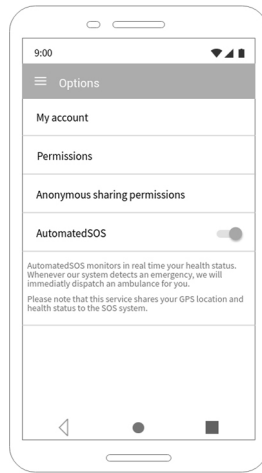 9:00
Options
My account
Permissions
Anonymous sharing permissions
AutomatedSOS
AutomatedSOS monitors in real time your health status.
Whenever our system detects an emergency, we will
immediatly dispatch an ambulance for you.
Please note that this service shares your GPS location and
health status to the SOS system.